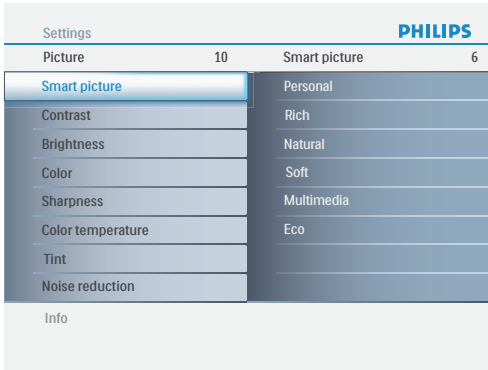 Settings
PHILIPS
Picture 10 Smart picture 6
Smart picture Personal
Contrast Rich
Brightness Natural
Color Soft
Sharpness Multimedia
Color temperature Eco
Tint
Noise reduction
Info